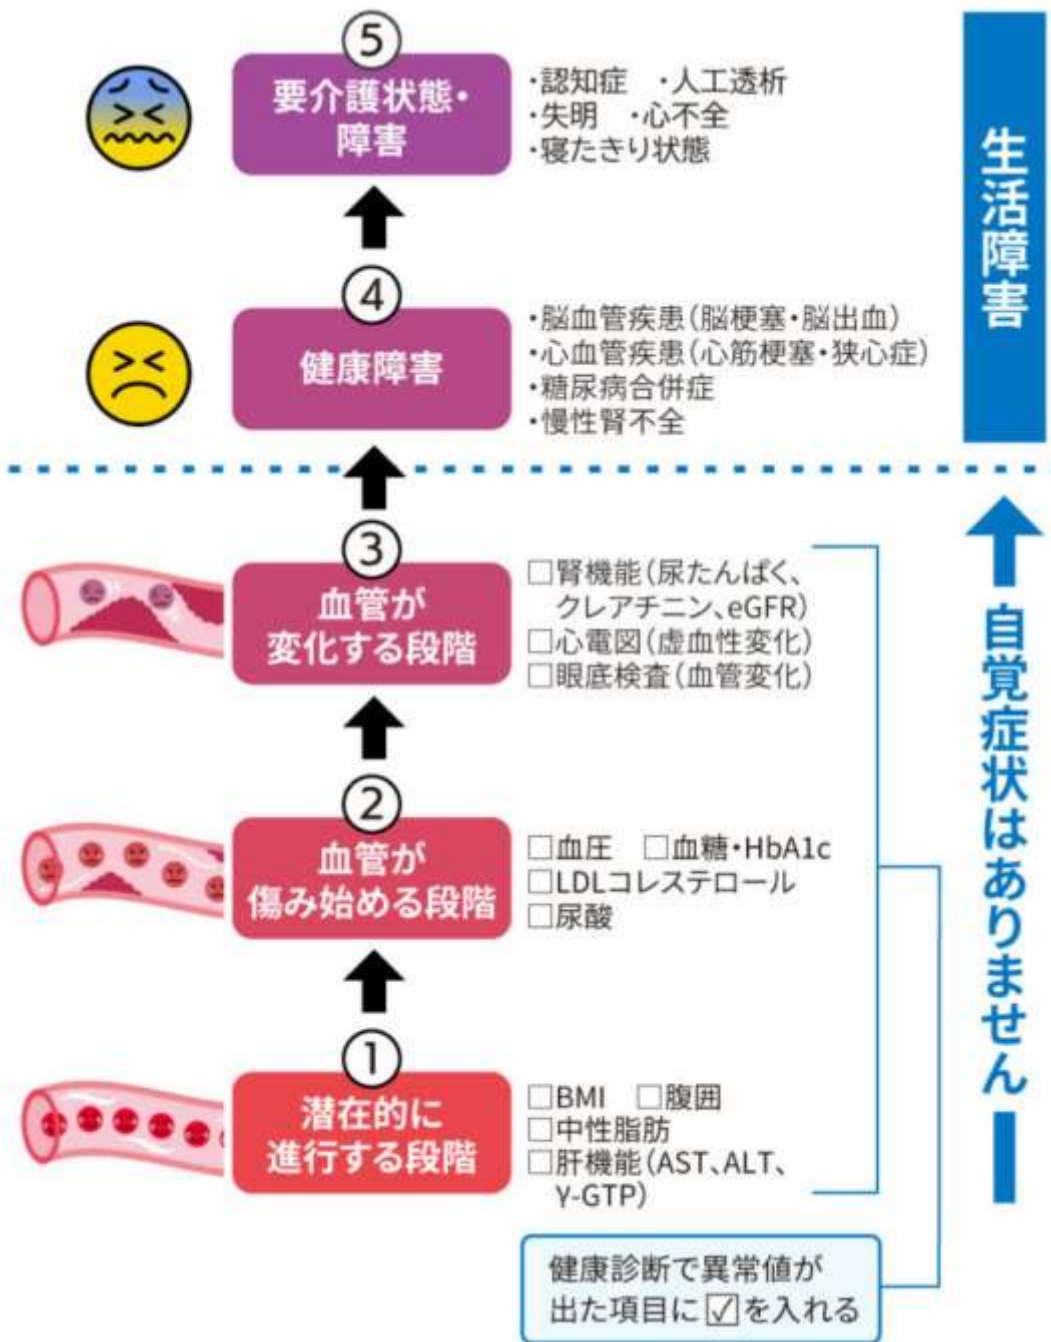 ⑤
要介護状態・
障害
・認知症 ・人工透析
・失明 ・心不全
・寝たきり状態
生活障害
④
健康障害
・脳血管疾患(脳梗塞・脳出血)
・心血管疾患(心筋梗塞・狭心症)
・糖尿病合併症
・慢性腎不全
③
血管が
変化する段階
□腎機能(尿たんぱく、
クレアチニン、eGFR)
□心電図(虚血性変化)
□眼底検査(血管変化)
自覚症状はありません
②
血管が
傷み始める段階
□血圧 □血糖・HbA1c
□LDLコレステロール
□尿酸
①
潜在的に
進行する段階
□BMI □腹囲
□中性脂肪
□肝機能(AST、ALT、
γ-GTP)
健康診断で異常値が
出た項目に☑を入れる